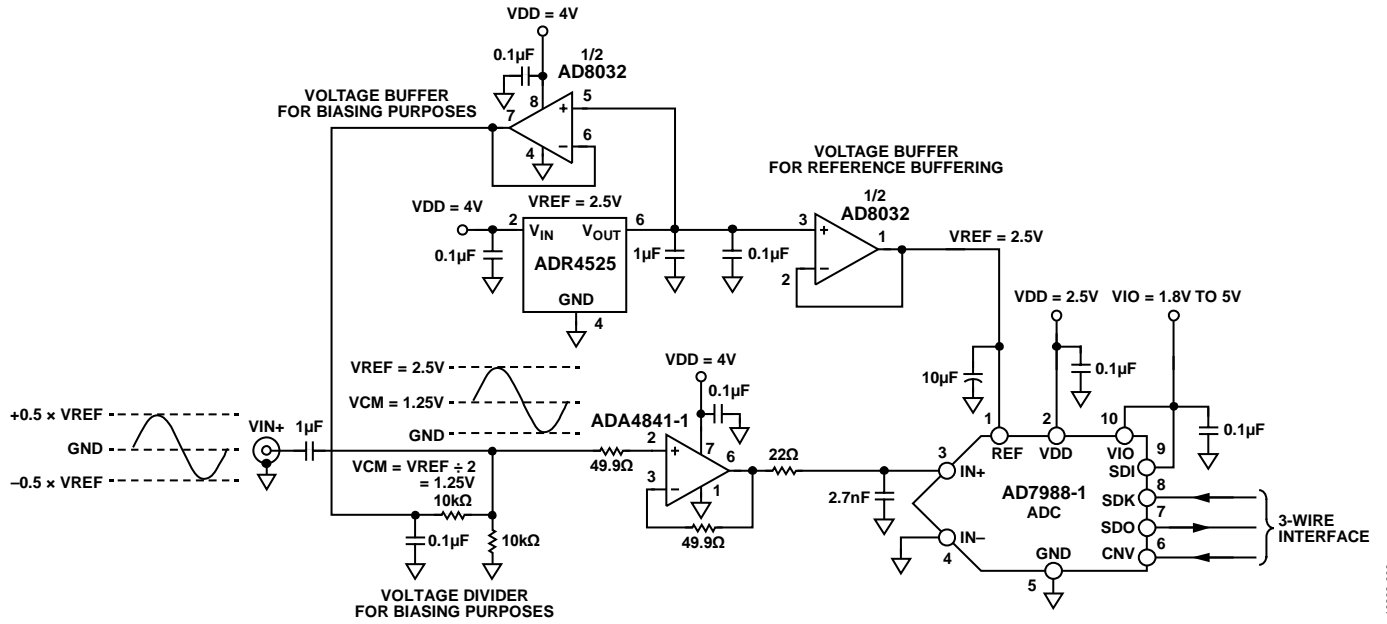 VDD = 4V
0.1µF
1/2
AD8032
VOLTAGE BUFFER
FOR BIASING PURPOSES
7
8
+
5
−
6
4
VOLTAGE BUFFER
FOR REFERENCE BUFFERING
1/2
AD8032
VREF = 2.5V
VDD = 4V
2
VIN
VOUT
6
ADR4525
GND
4
0.1µF
1µF
0.1µF
3
+
1
−
2
VREF = 2.5V
VDD = 2.5V
VIO = 1.8V TO 5V
10µF
0.1µF
0.1µF
VREF = 2.5V
VCM = 1.25V
GND
VDD = 4V
0.1µF
ADA4841-1
+0.5 × VREF
GND
−0.5 × VREF
VIN+
1µF
VCM = VREF ÷ 2
= 1.25V
10kΩ
0.1µF
10kΩ
VOLTAGE DIVIDER
FOR BIASING PURPOSES
49.9Ω
2
+
7
6
3
−
1
49.9Ω
22Ω
2.7nF
1
REF
2
VDD
10
VIO
9
SDI
3
IN+
AD7988-1
ADC
8
SDK
7
SDO
6
CNV
IN−
4
GND
5
3-WIRE
INTERFACE